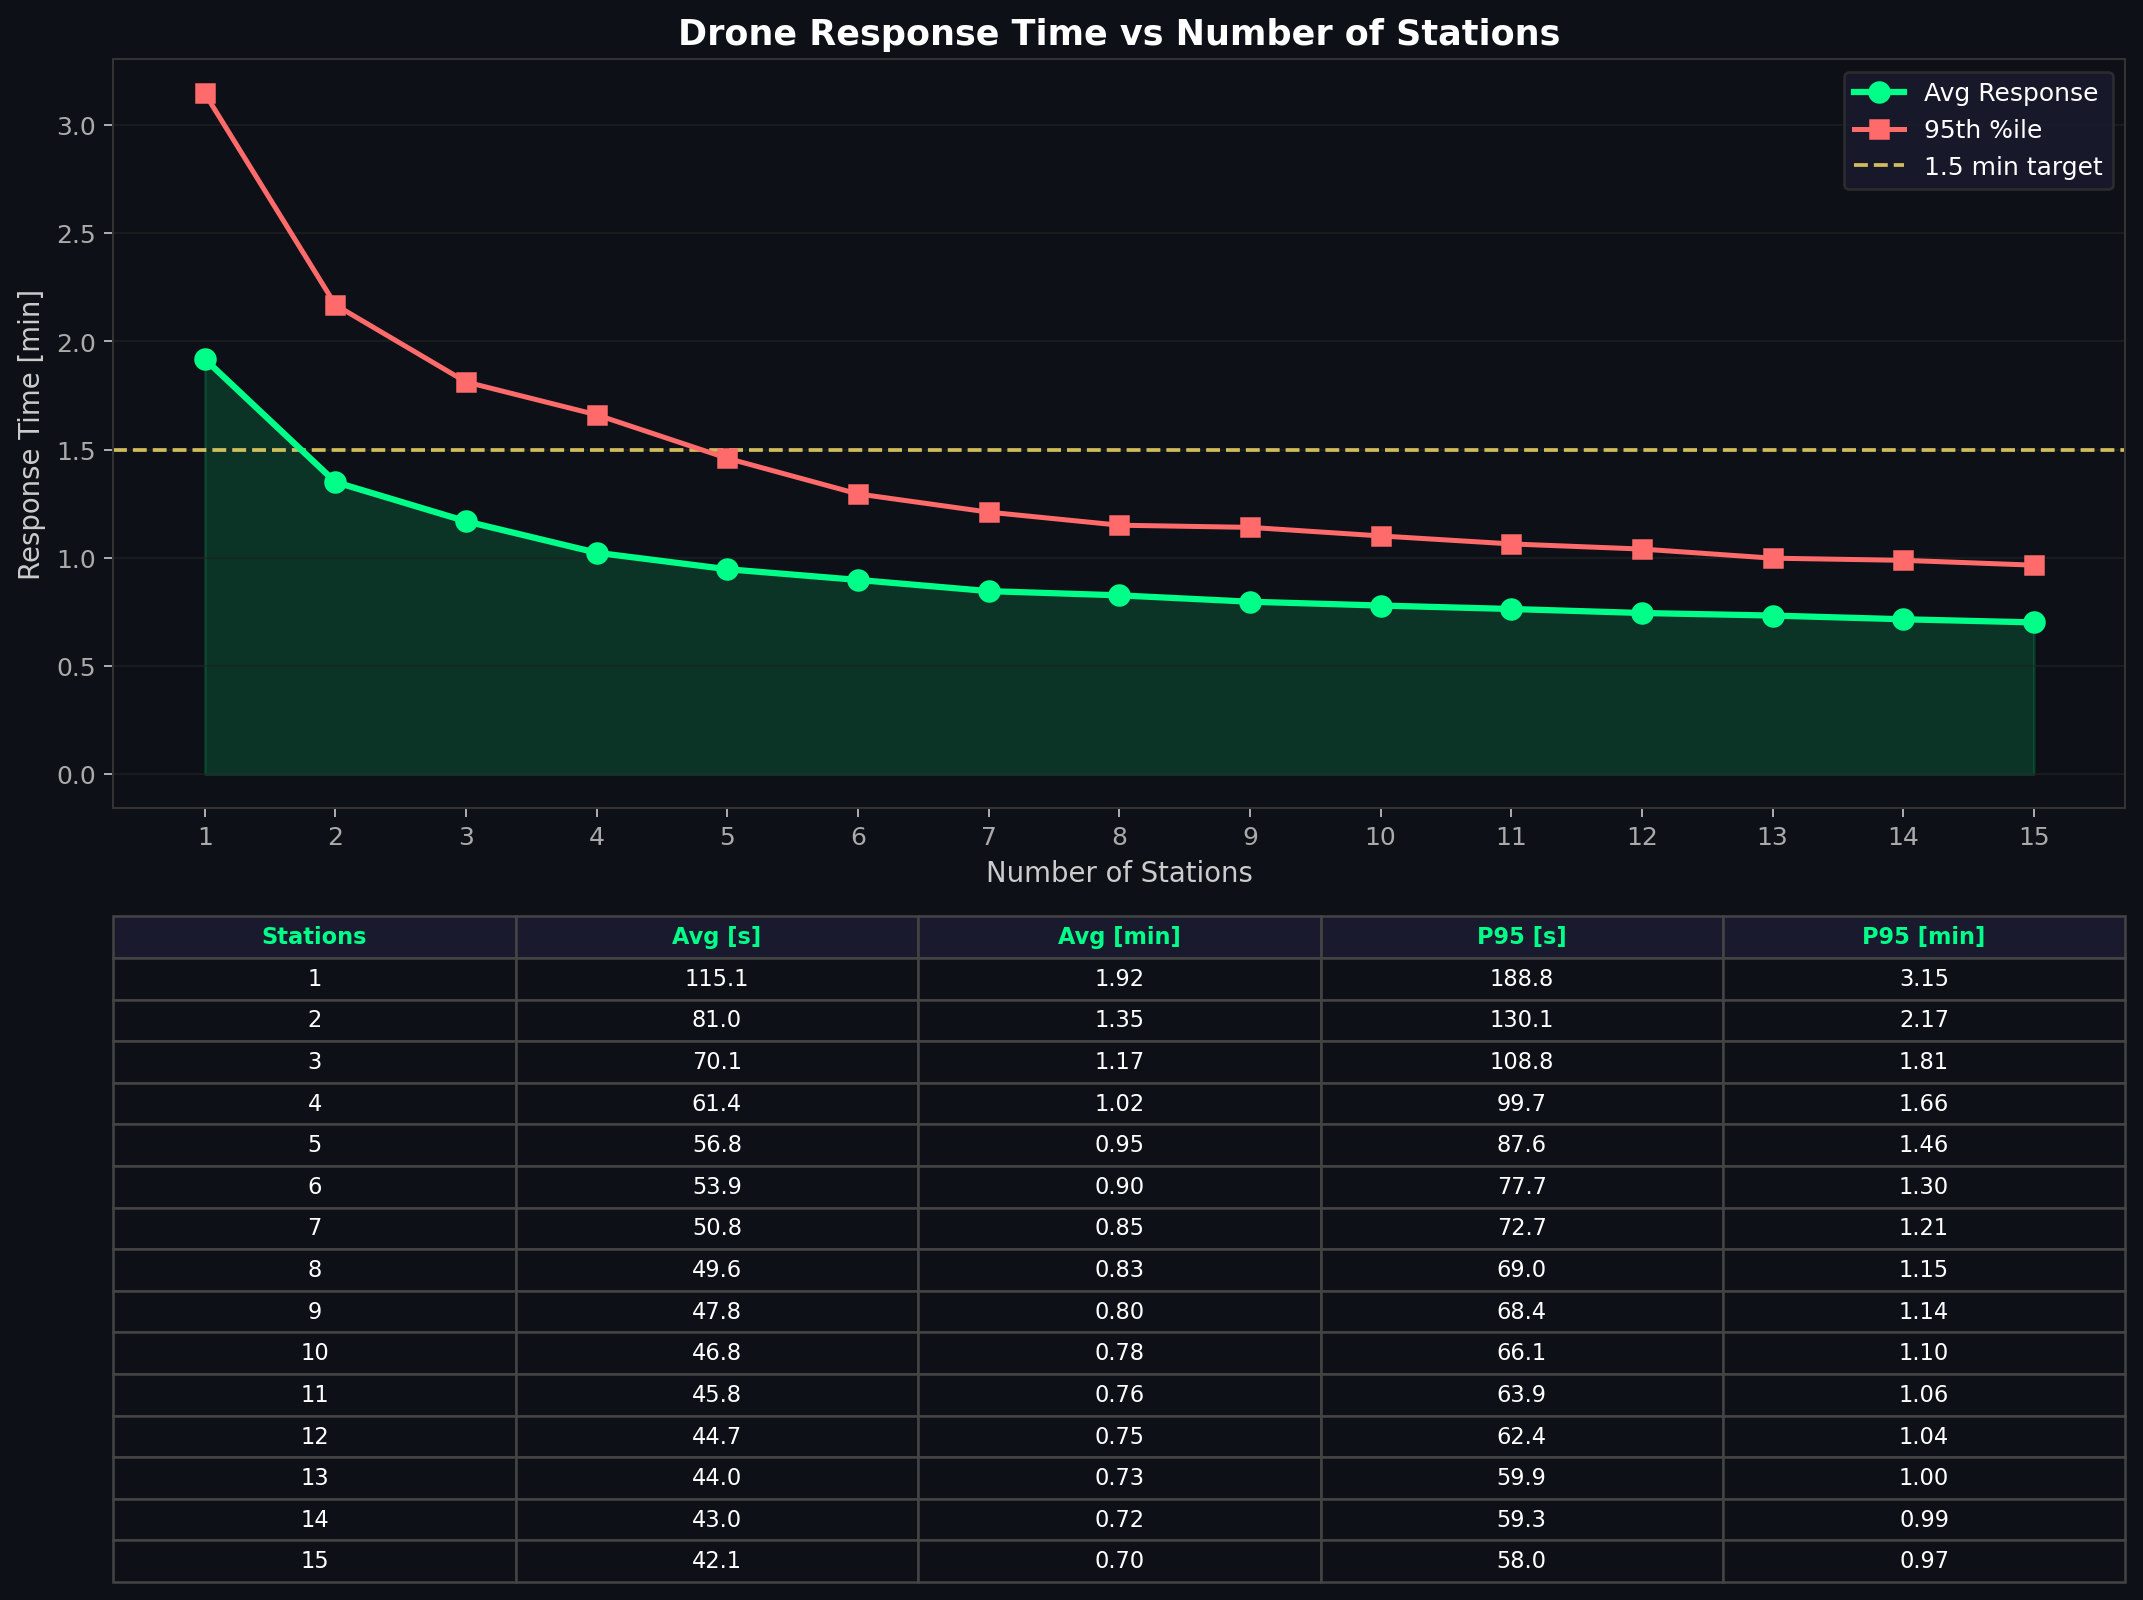 Drone Response Time vs Number of Stations
Avg Response
95th %ile
1.5 min target
Response Time [min]
3.0
2.5
2.0
1.5
1.0
0.5
0.0
1 2 3 4 5 6 7 8 9 10 11 12 13 14 15
Number of Stations
Stations Avg [s] Avg [min] P95 [s] P95 [min]
1 115.1 1.92 188.8 3.15
2 81.0 1.35 130.1 2.17
3 70.1 1.17 108.8 1.81
4 61.4 1.02 99.7 1.66
5 56.8 0.95 87.6 1.46
6 53.9 0.90 77.7 1.30
7 50.8 0.85 72.7 1.21
8 49.6 0.83 69.0 1.15
9 47.8 0.80 68.4 1.14
10 46.8 0.78 66.1 1.10
11 45.8 0.76 63.9 1.06
12 44.7 0.75 62.4 1.04
13 44.0 0.73 59.9 1.00
14 43.0 0.72 59.3 0.99
15 42.1 0.70 58.0 0.97